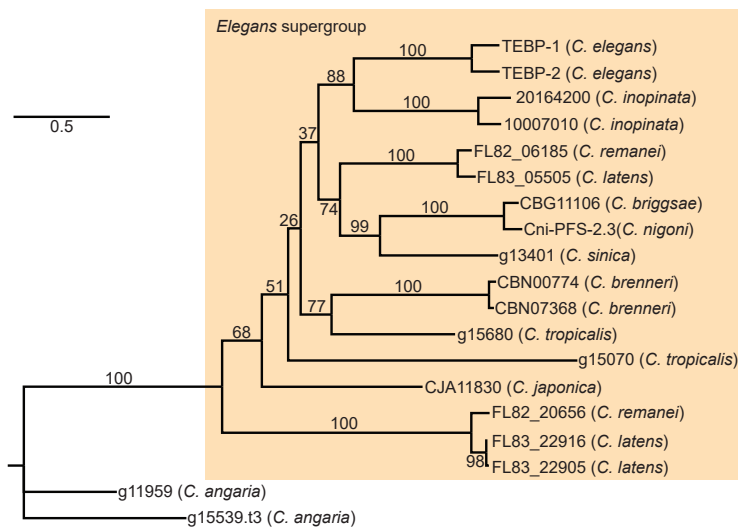 Elegans supergroup
100
TEBP-1 (C. elegans)
TEBP-2 (C. elegans)
88
100
20164200 (C. inopinata)
10007010 (C. inopinata)
0.5
37
100
FL82_06185 (C. remanei)
FL83_05505 (C. latens)
74
100
CBG11106 (C. briggsae)
Cni-PFS-2.3(C. nigoni)
26
99
g13401 (C. sinica)
51
100
CBN00774 (C. brenneri)
CBN07368 (C. brenneri)
77
g15680 (C. tropicalis)
68
g15070 (C. tropicalis)
100
CJA11830 (C. japonica)
100
FL82_20656 (C. remanei)
FL83_22916 (C. latens)
98
FL83_22905 (C. latens)
g11959 (C. angaria)
g15539.t3 (C. angaria)